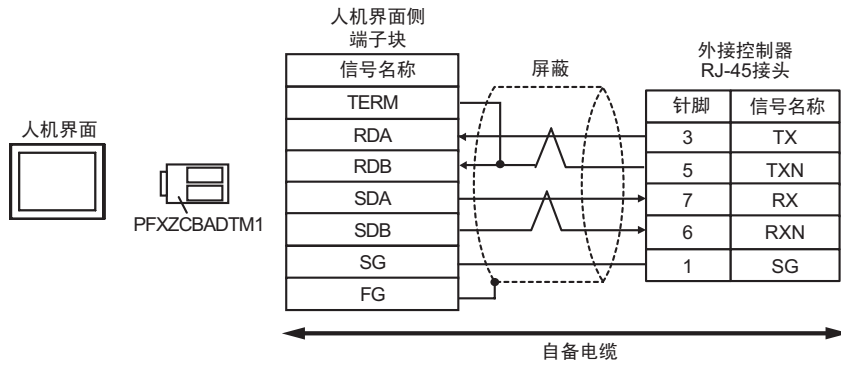 人机界面侧
端子块
外接控制器
RJ-45接头
信号名称
屏蔽
针脚 信号名称
TERM
人机界面
RDA
3 TX
RDB
5 TXN
SDA
7 RX
PFXZCBADTM1
SDB
6 RXN
SG
1 SG
FG
自备电缆